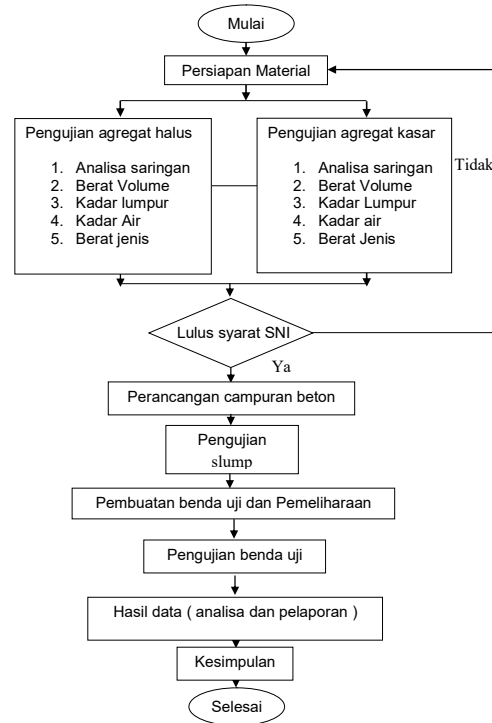 Mulai
Persiapan Material
Pengujian agregat halus
1. Analisa saringan
2. Berat Volume
3. Kadar lumpur
4. Kadar Air
5. Berat jenis
Pengujian agregat kasar
1. Analisa saringan
2. Berat Volume
3. Kadar Lumpur
4. Kadar air
5. Berat Jenis
Tidak
Lulus syarat SNI
Ya
Perancangan campuran beton
Pengujian
slump
Pembuatan benda uji dan Pemeliharaan
Pengujian benda uji
Hasil data ( analisa dan pelaporan )
Kesimpulan
Selesai